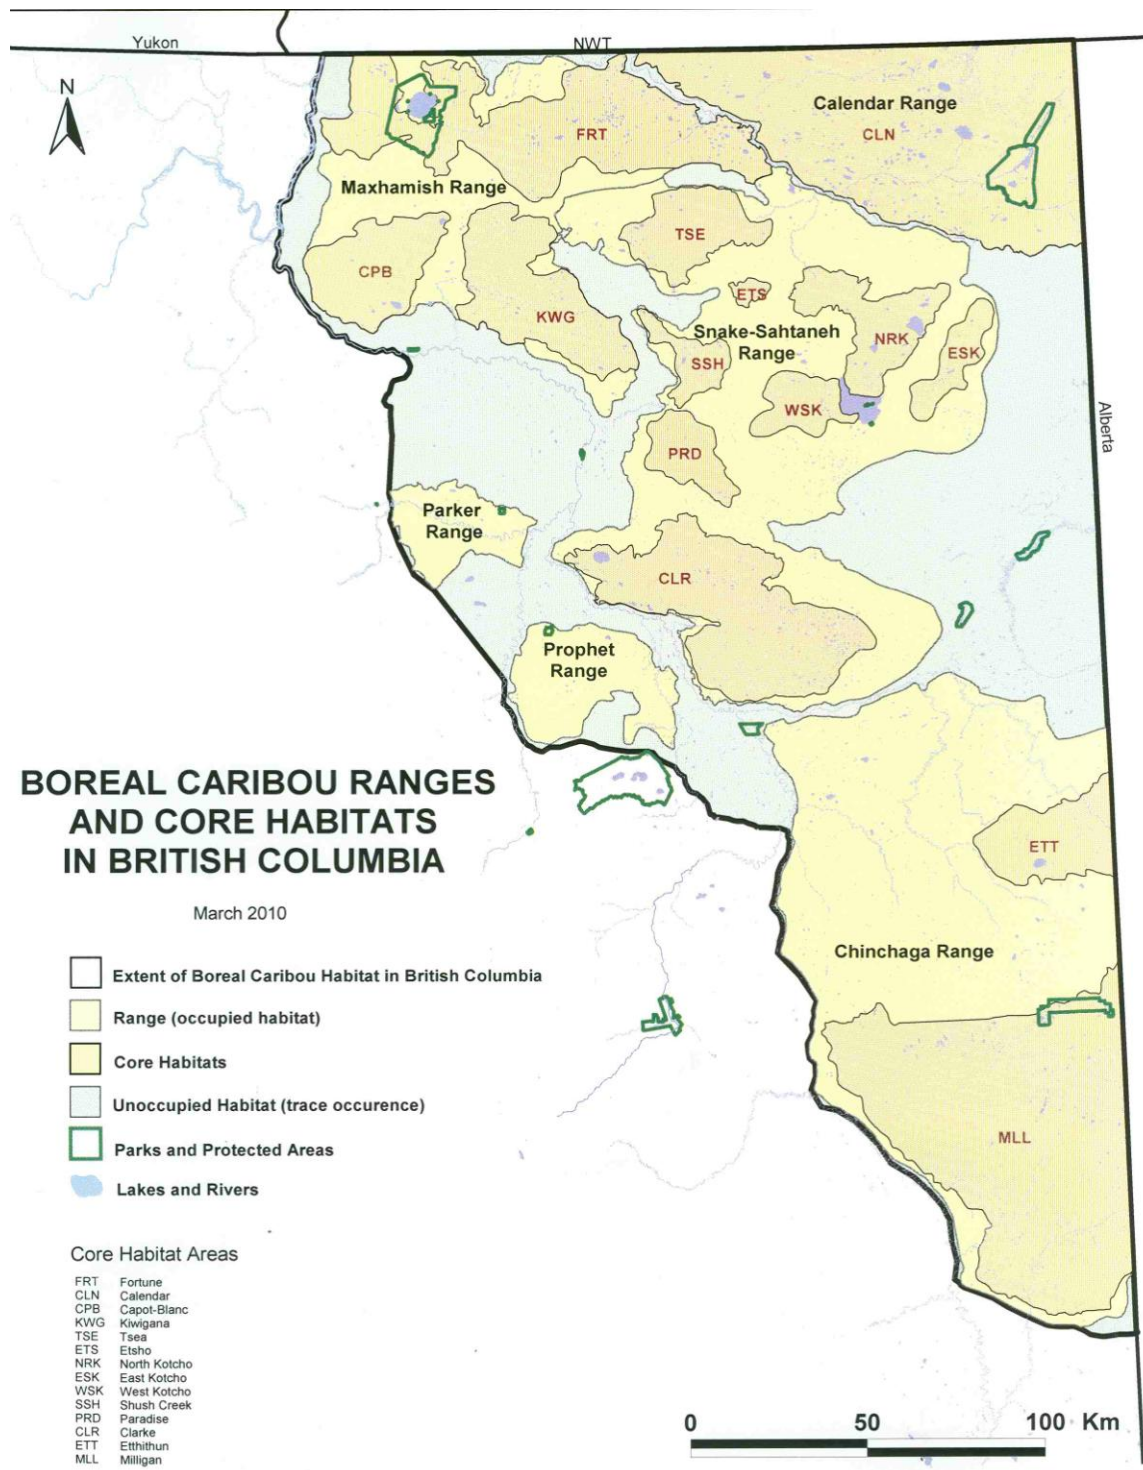 Yukon
NWT
N
Calendar Range
CLN
FRT
Maxhamish Range
TSE
CPB
ETS
KWG
Snake-Sahtaneh
Range
NRK
ESK
SSH
WSK
Alberta
PRD
Parker
Range
CLR
Prophet
Range
BOREAL CARIBOU RANGES
AND CORE HABITATS
IN BRITISH COLUMBIA
ETT
March 2010
Chinchaga Range
Extent of Boreal Caribou Habitat in British Columbia
Range (occupied habitat)
Core Habitats
Unoccupied Habitat (trace occurence)
MLL
Parks and Protected Areas
Lakes and Rivers
Core Habitat Areas
FRT Fortune
CLN Calendar
CPB Capot-Blanc
KWG Kiwigana
TSE Tsea
ETS Etsho
NRK North Kotcho
ESK East Kotcho
WSK West Kotcho
SSH Shush Creek
PRD Paradise
CLR Clarke
ETT Etthithun
MLL Milligan
0 50 100 Km